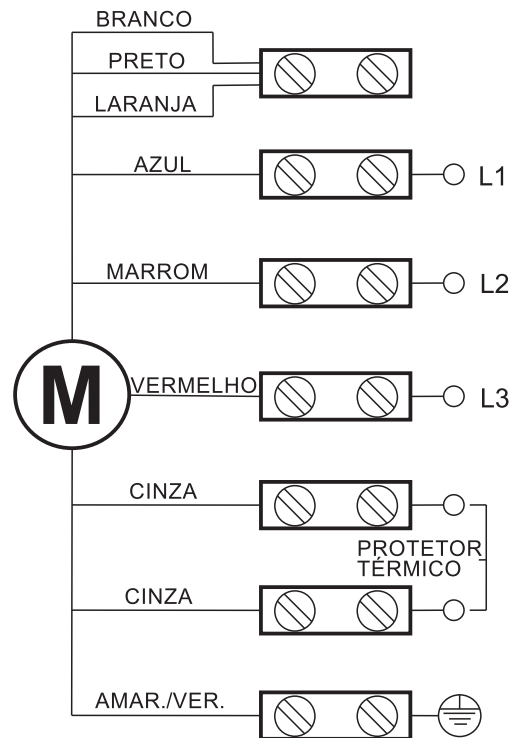 BRANCO
PRETO
LARANJA
AZUL
L1
MARROM
L2
M
VERMELHO
L3
CINZA
PROTETOR
TÉRMICO
CINZA
AMAR./VER.